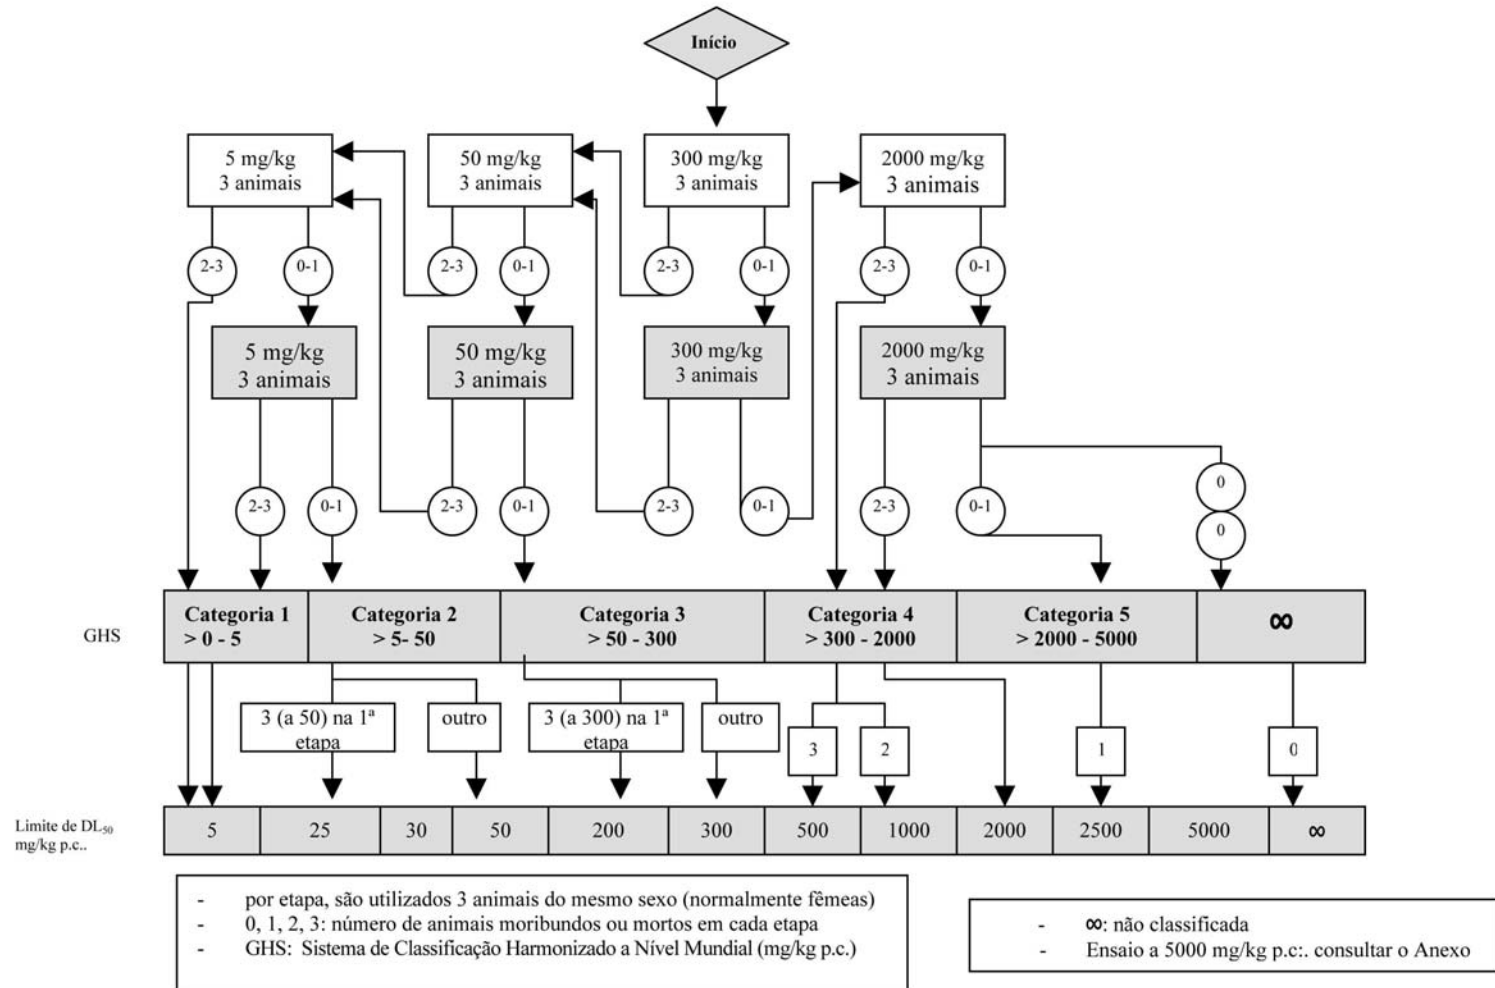 Início
5 mg/kg
3 animais
50 mg/kg
3 animais
300 mg/kg
3 animais
2000 mg/kg
3 animais
2-3
0-1
2-3
0-1
2-3
0-1
2-3
0-1
5 mg/kg
3 animais
50 mg/kg
3 animais
300 mg/kg
3 animais
2000 mg/kg
3 animais
2-3
0-1
2-3
0-1
2-3
0-1
2-3
0-1
0
0
GHS
Categoria 1
> 0 - 5
Categoria 2
> 5- 50
Categoria 3
> 50 - 300
Categoria 4
> 300 - 2000
Categoria 5
> 2000 - 5000
∞
3 (a 50) na 1ª
etapa
outro
3 (a 300) na 1ª
etapa
outro
3
2
1
0
Limite de DL₅₀
mg/kg p.c..
5
25
30
50
200
300
500
1000
2000
2500
5000
∞
- por etapa, são utilizados 3 animais do mesmo sexo (normalmente fêmeas)
- 0, 1, 2, 3: número de animais moribundos ou mortos em cada etapa
- GHS: Sistema de Classificação Harmonizado a Nível Mundial (mg/kg p.c.)
- ∞: não classificada
- Ensaio a 5000 mg/kg p.c:. consultar o Anexo